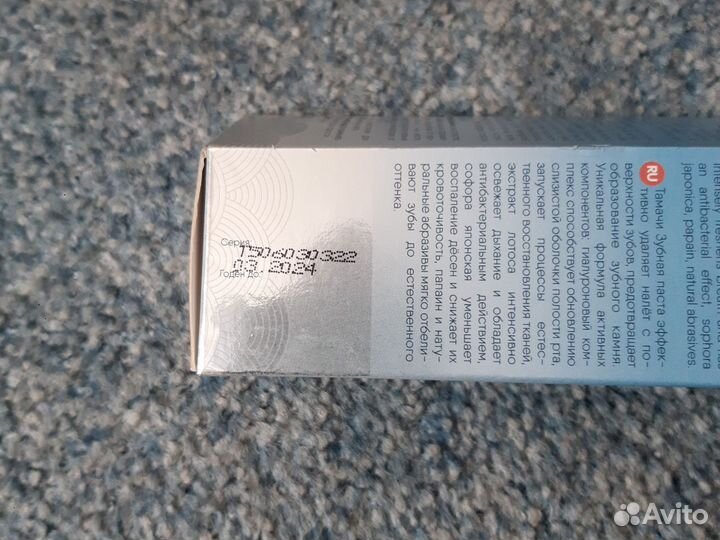 an antibacterial effect, sophora
japonica, papain, natural abrasives.
RU Тамачи Зубная паста эффек-
тивно удаляет налёт с по-
верхности зубов, предотвращает
образование зубного камня.
Уникальная формула активных
компонентов: гиалуроновый ком-
плекс способствует обновлению
слизистой оболочки полости рта,
запускает процессы естес-
твенного восстановления тканей,
экстракт лотоса интенсивно
освежает дыхание и обладает
антибактериальным действием,
софора японская уменьшает
воспаление дёсен и снижает их
кровоточивость, папаин и нату-
ральные абразивы мягко отбели-
вают зубы до естественного
оттенка.
Серия:
T506030322
Годен до:
03.2024
Avito